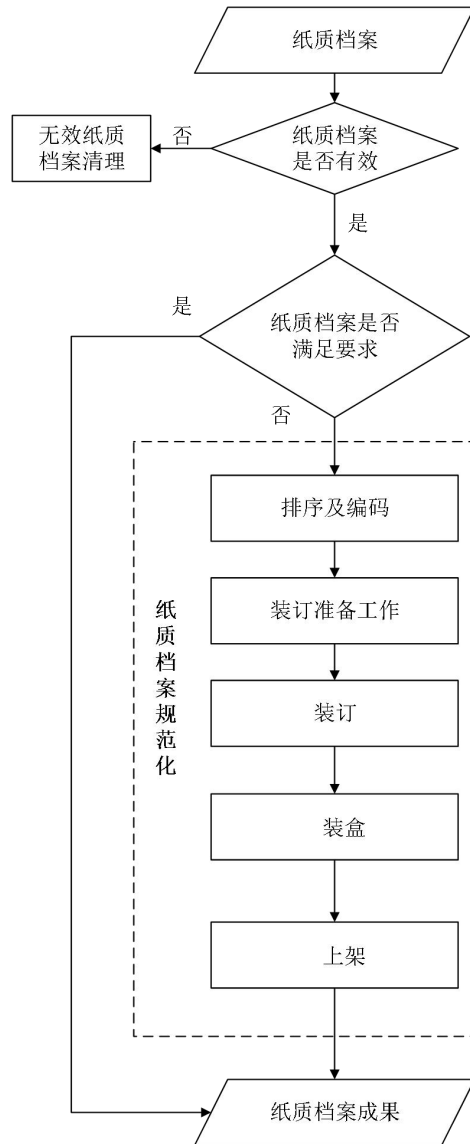 纸质档案
无效纸质
档案清理
否
纸质档案
是否有效
是
是
纸质档案是否
满足要求
否
排序及编码
装订准备工作
纸质档案规范化
装订
装盒
上架
纸质档案成果